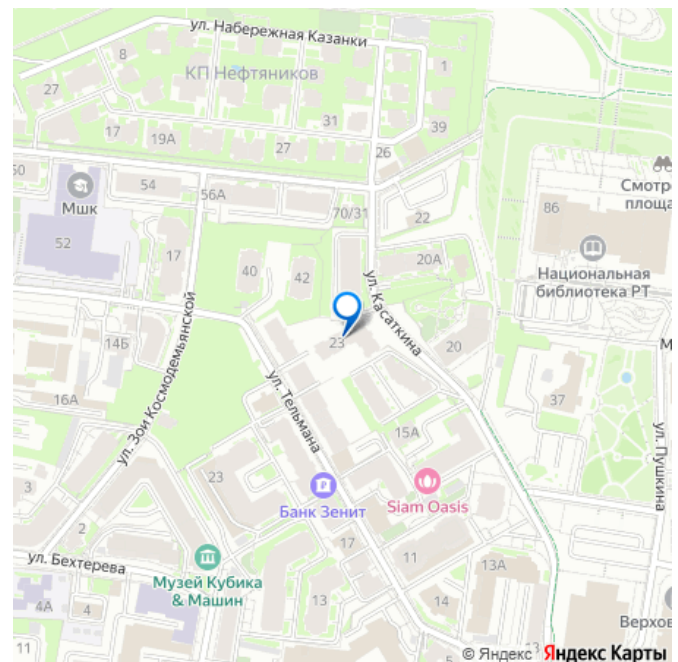 ул. Набережная Казанки
8
КП Нефтяников
1
27
17
19А
31
27
39
26
50
54
56А
Мшк
70/31
22
86
Смотр
площа
52
17
40
42
20А
ул. Касаткина
Национальная
библиотека РТ
14Б
23
20
М
16А
ул. Зои Космодемьянской
ул. Тельмана
37
15А
ул. Пушкина
3
23
Банк Зенит
Siam Oasis
2
17
ул. Бехтерева
Музей Кубика
& Машин
11
13А
4А
4
13
14
Верхов
11
13
© Яндекс Яндекс Карты